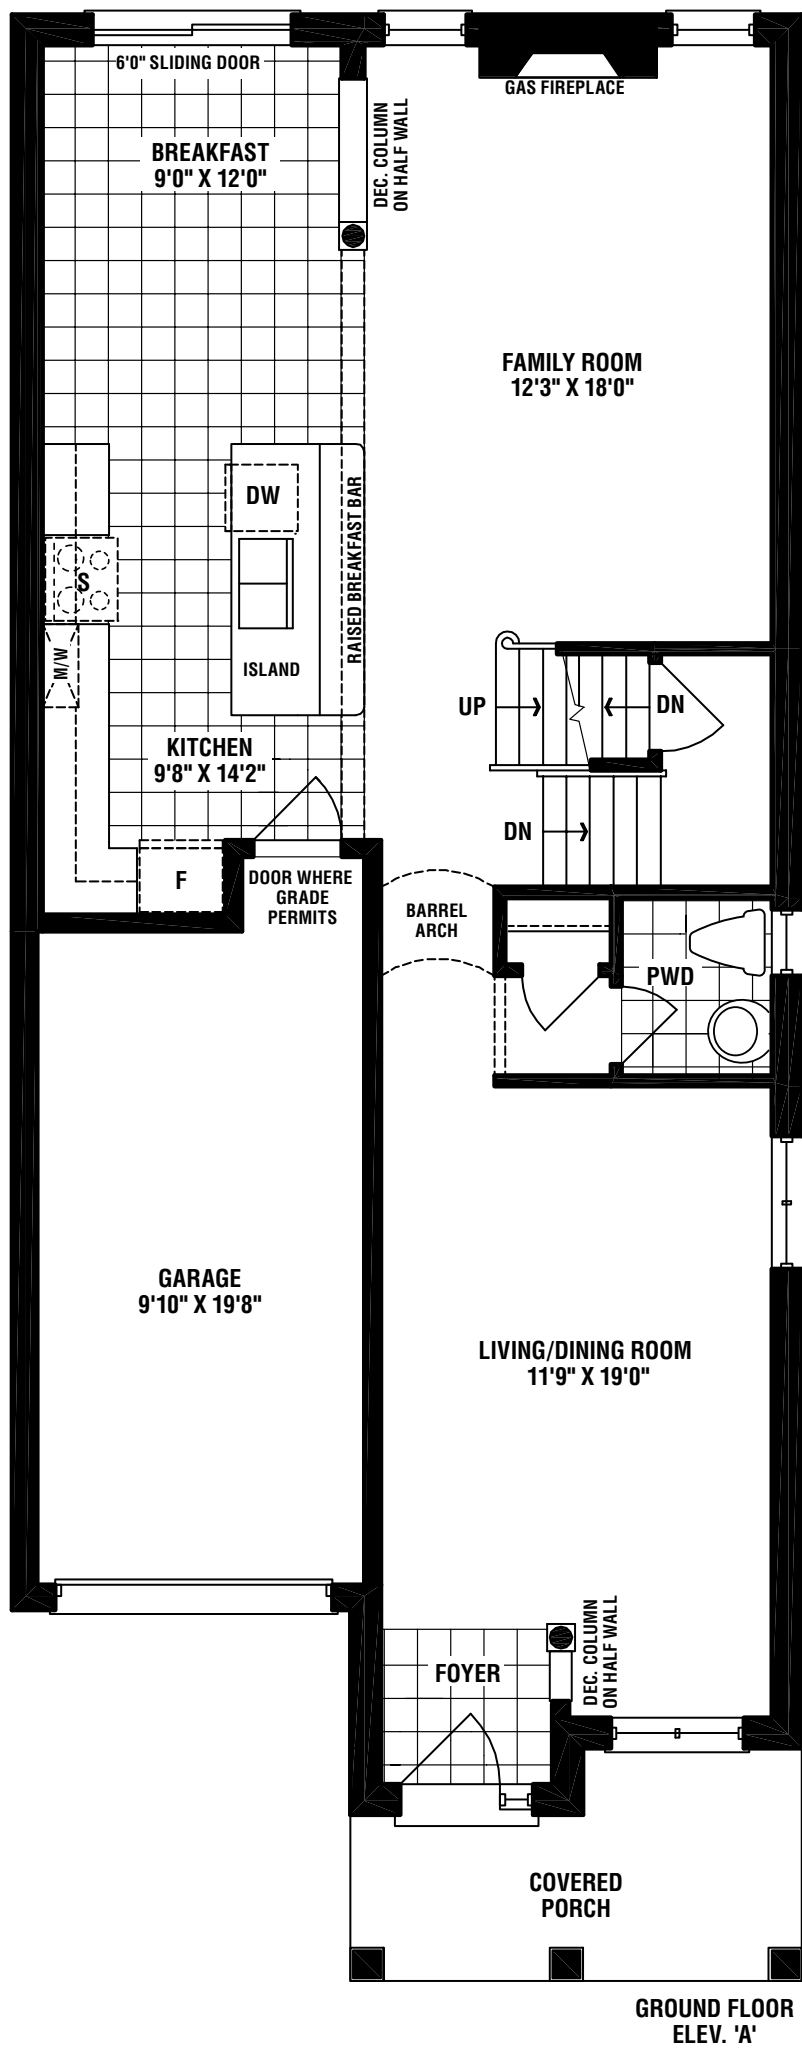 6'0" SLIDING DOOR
GAS FIREPLACE
BREAKFAST
9'0" X 12'0"
DEC. COLUMN
ON HALF WALL
FAMILY ROOM
12'3" X 18'0"
DW
RAISED BREAKFAST BAR
S
M/W
ISLAND
UP
DN
KITCHEN
9'8" X 14'2"
DN
F
DOOR WHERE
GRADE
PERMITS
BARREL
ARCH
PWD
GARAGE
9'10" X 19'8"
LIVING/DINING ROOM
11'9" X 19'0"
DEC. COLUMN
ON HALF WALL
FOYER
COVERED
PORCH
GROUND FLOOR
ELEV. 'A'